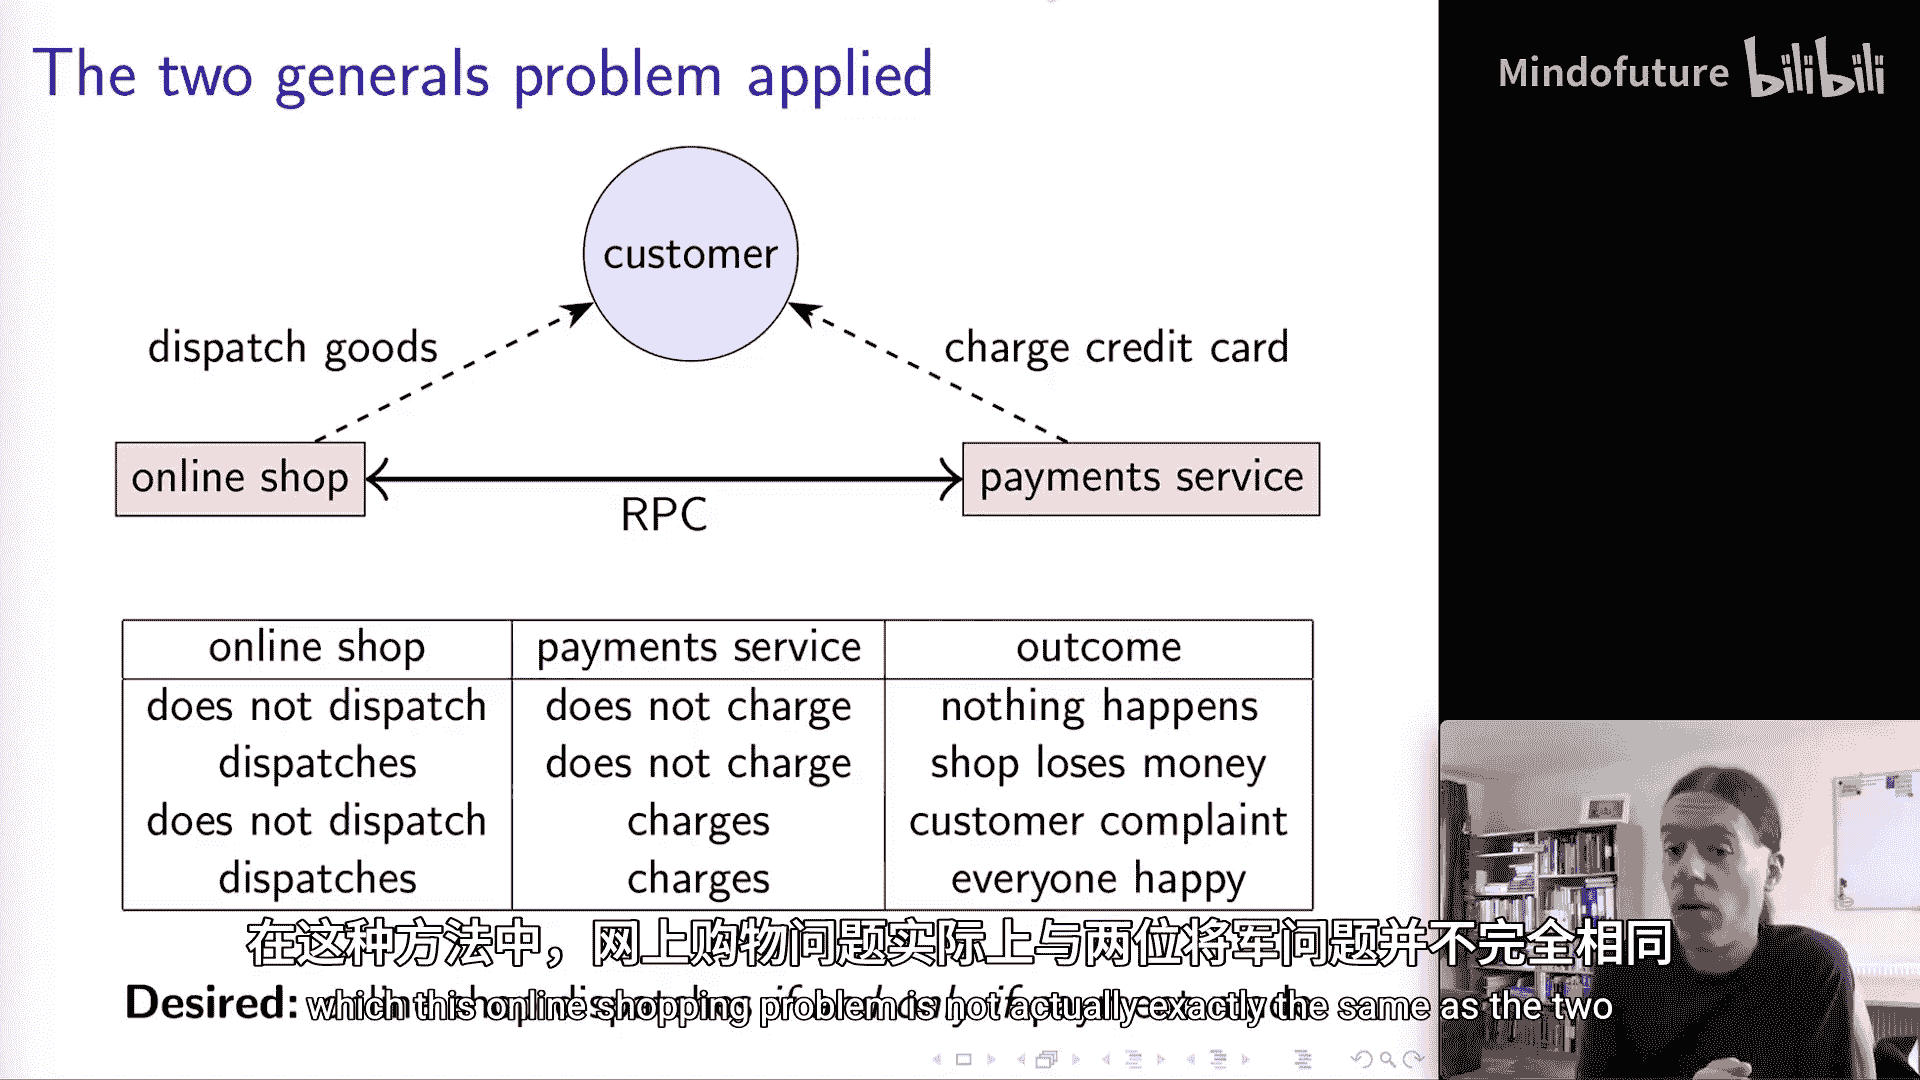 The two generals problem applied
Mindofuture bilibili
customer
dispatch goods
charge credit card
online shop
payments service
RPC
online shop payments service outcome
does not dispatch does not charge nothing happens
dispatches does not charge shop loses money
does not dispatch charges customer complaint
dispatches charges everyone happy
在这种方法中，网上购物问题实际上与两位将军问题并不完全相同
Desired:
which this online shopping problem is not actually exactly the same as the two